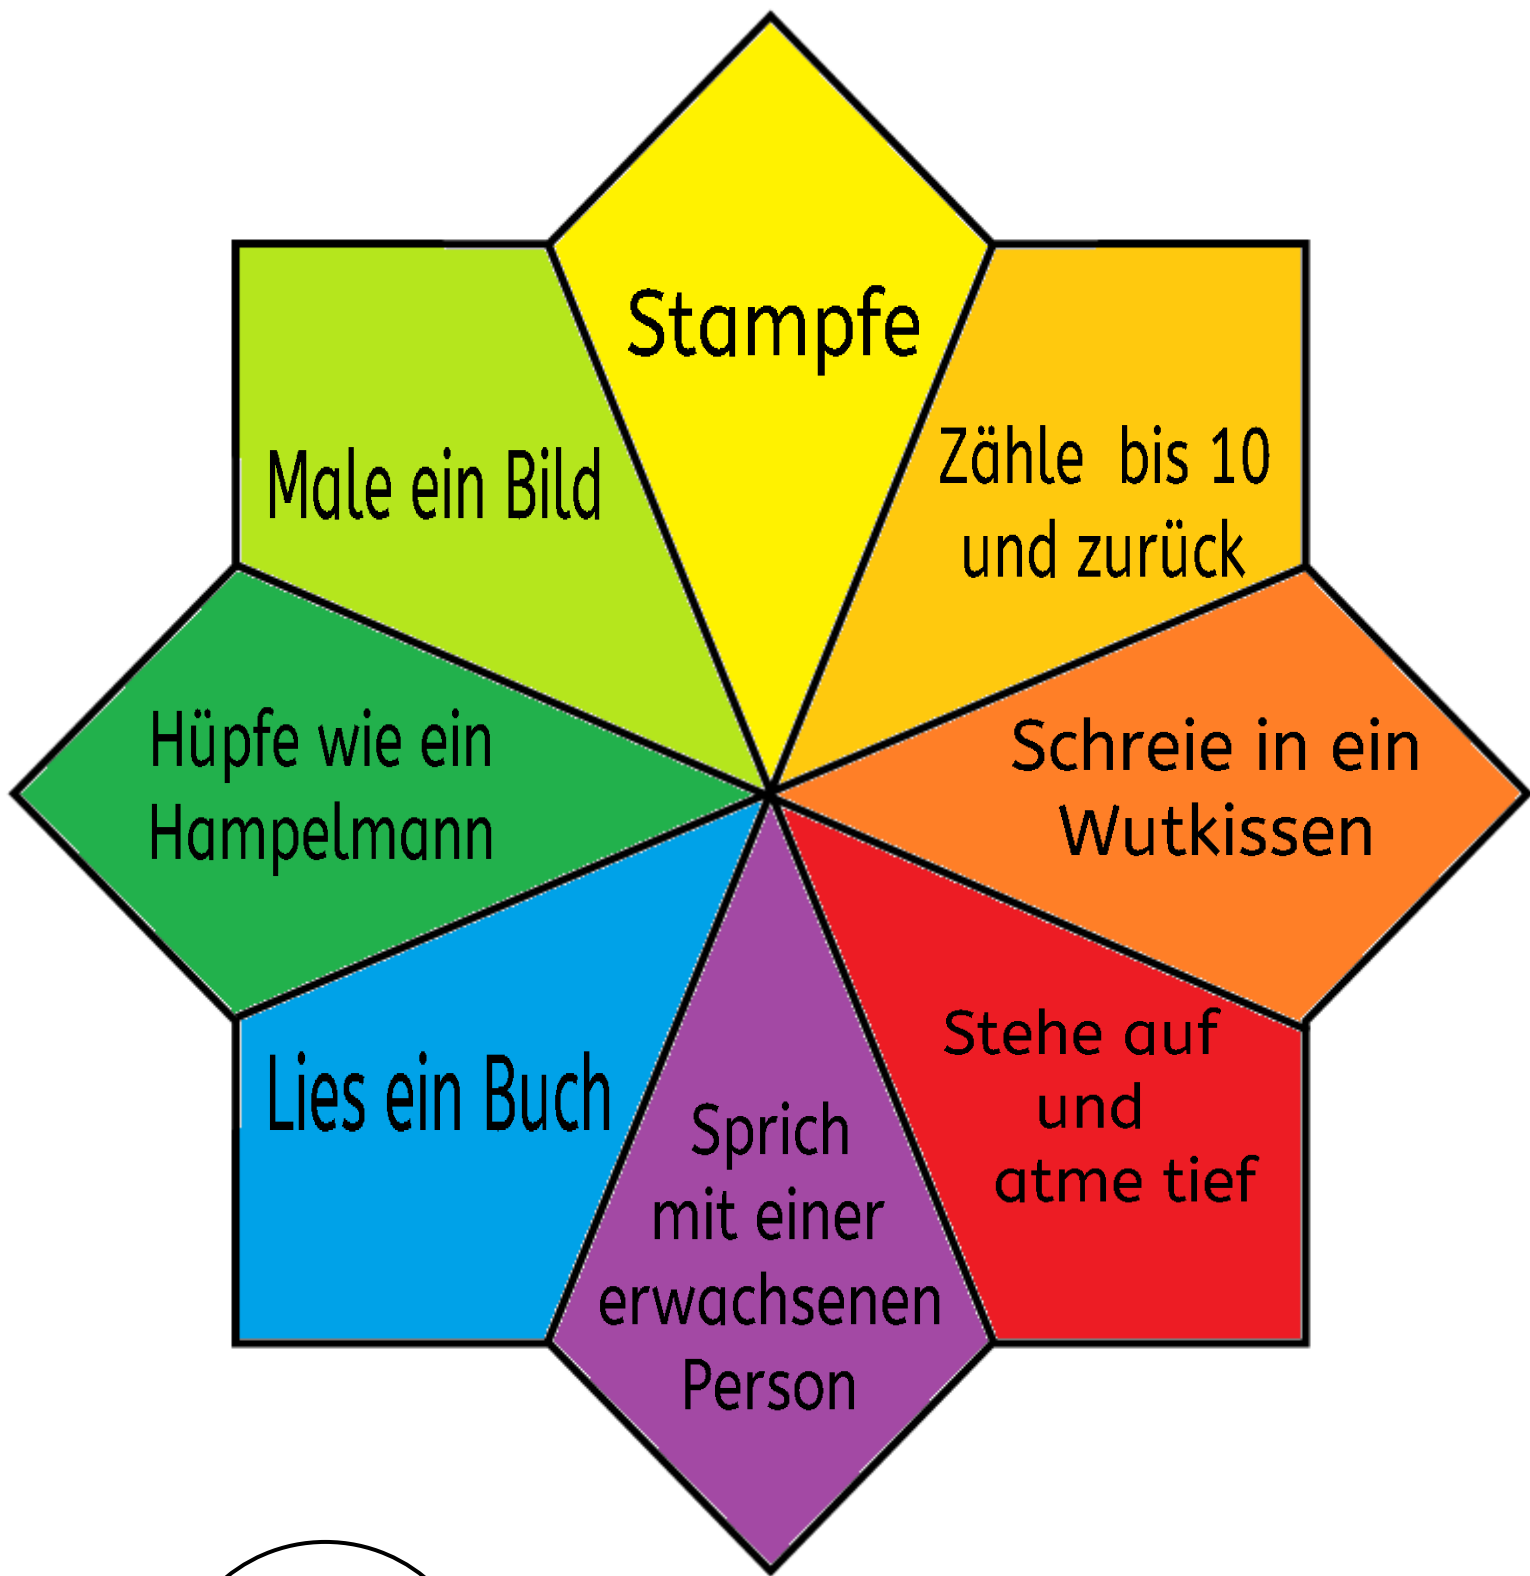 Stampfe
Zähle bis 10
und zurück
Schreie in ein
Wutkissen
Stehe auf
und
atme tief
Sprich
mit einer
erwachsenen
Person
Lies ein Buch
Hüpfe wie ein
Hampelmann
Male ein Bild